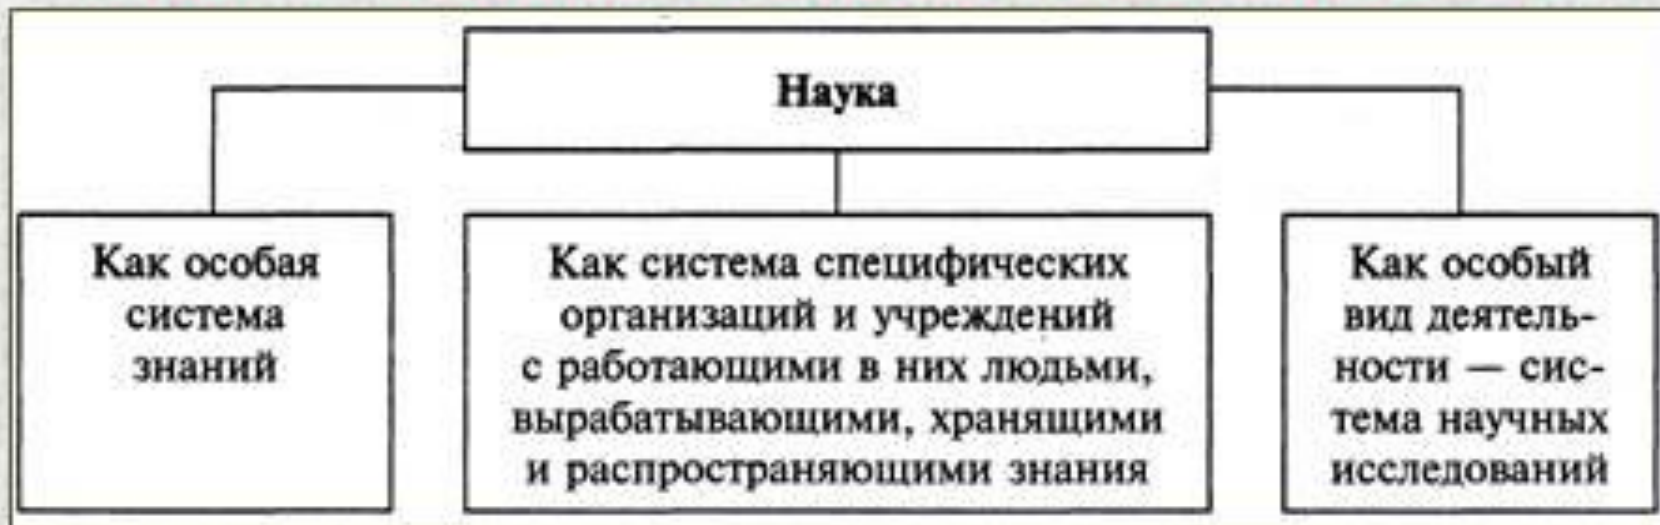 Наука
Как особая
система
знаний
Как система специфических
организаций и учреждений
с работающими в них людьми,
вырабатывающими, хранящими
и распространяющими знания
Как особый
вид деятель-
ности — сис-
тема научных
исследований